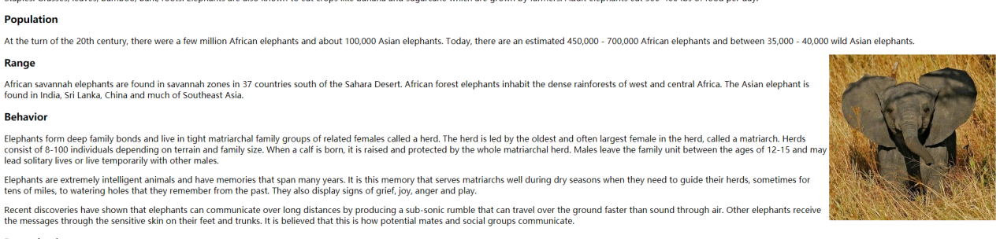 Staples: Grasses, leaves, bamboo, bark, roots. Elephants are also known to eat crops like banana and sugarcane which are grown by farmers. Adult elephants eat 300-400 lbs of food per day.
Population
At the turn of the 20th century, there were a few million African elephants and about 100,000 Asian elephants. Today, there are an estimated 450,000 - 700,000 African elephants and between 35,000 - 40,000 wild Asian elephants.
Range
African savannah elephants are found in savannah zones in 37 countries south of the Sahara Desert. African forest elephants inhabit the dense rainforests of west and central Africa. The Asian elephant is
found in India, Sri Lanka, China and much of Southeast Asia.
Behavior
Elephants form deep family bonds and live in tight matriarchal family groups of related females called a herd. The herd is led by the oldest and often largest female in the herd, called a matriarch. Herds
consist of 8-100 individuals depending on terrain and family size. When a calf is born, it is raised and protected by the whole matriarchal herd. Males leave the family unit between the ages of 12-15 and may
lead solitary lives or live temporarily with other males.
Elephants are extremely intelligent animals and have memories that span many years. It is this memory that serves matriarchs well during dry seasons when they need to guide their herds, sometimes for
tens of miles, to watering holes that they remember from the past. They also display signs of grief, joy, anger and play.
Recent discoveries have shown that elephants can communicate over long distances by producing a sub-sonic rumble that can travel over the ground faster than sound through air. Other elephants receive
the messages through the sensitive skin on their feet and trunks. It is believed that this is how potential mates and social groups communicate.